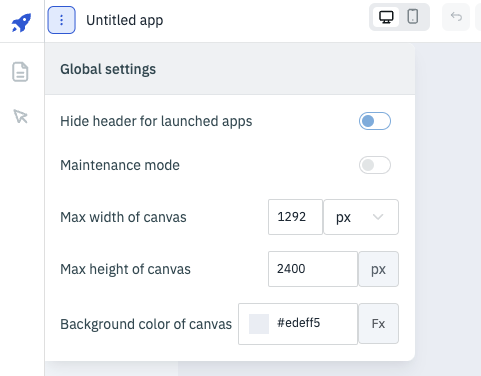 Untitled app
Global settings
Hide header for launched apps
Maintenance mode
Max width of canvas 1292 px
Max height of canvas 2400 px
Background color of canvas #edeff5 Fx